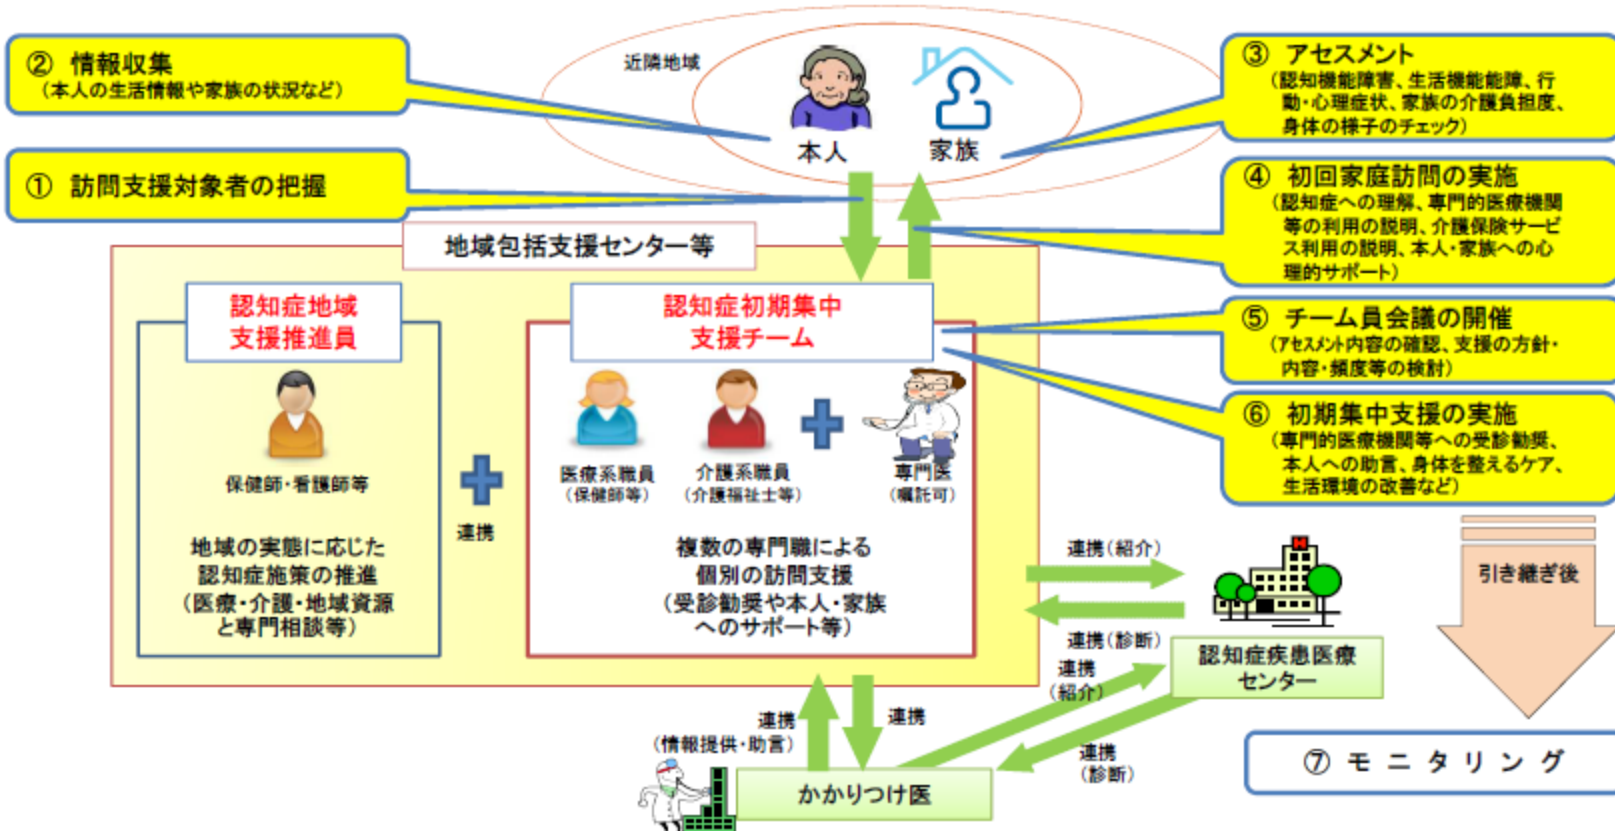 ② 情報収集
（本人の生活情報や家族の状況など）
① 訪問支援対象者の把握
近隣地域
本人
家族
③ アセスメント
（認知機能障害、生活機能能障、行
動・心理症状、家族の介護負担度、
身体の様子のチェック）
④ 初回家庭訪問の実施
（認知症への理解、専門的医療機関
等の利用の説明、介護保険サービ
ス利用の説明、本人・家族への心
理的サポート）
⑤ チーム員会議の開催
（アセスメント内容の確認、支援の方針・
内容・頻度等の検討）
⑥ 初期集中支援の実施
（専門的医療機関等への受診勧奨、
本人への助言、身体を整えるケア、
生活環境の改善など）
地域包括支援センター等
認知症地域
支援推進員
保健師・看護師等
地域の実態に応じた
認知症施策の推進
（医療・介護・地域資源
と専門相談等）
連携
認知症初期集中
支援チーム
医療系職員
（保健師等）
介護系職員
（介護福祉士等）
専門医
（嘱託可）
複数の専門職による
個別の訪問支援
（受診勧奨や本人・家族
へのサポート等）
連携（紹介）
連携（診断）
H
認知症疾患医療
センター
連携
（紹介）
連携
（診断）
連携
（情報提供・助言）
連携
かかりつけ医
引き継ぎ後
⑦ モニタリング